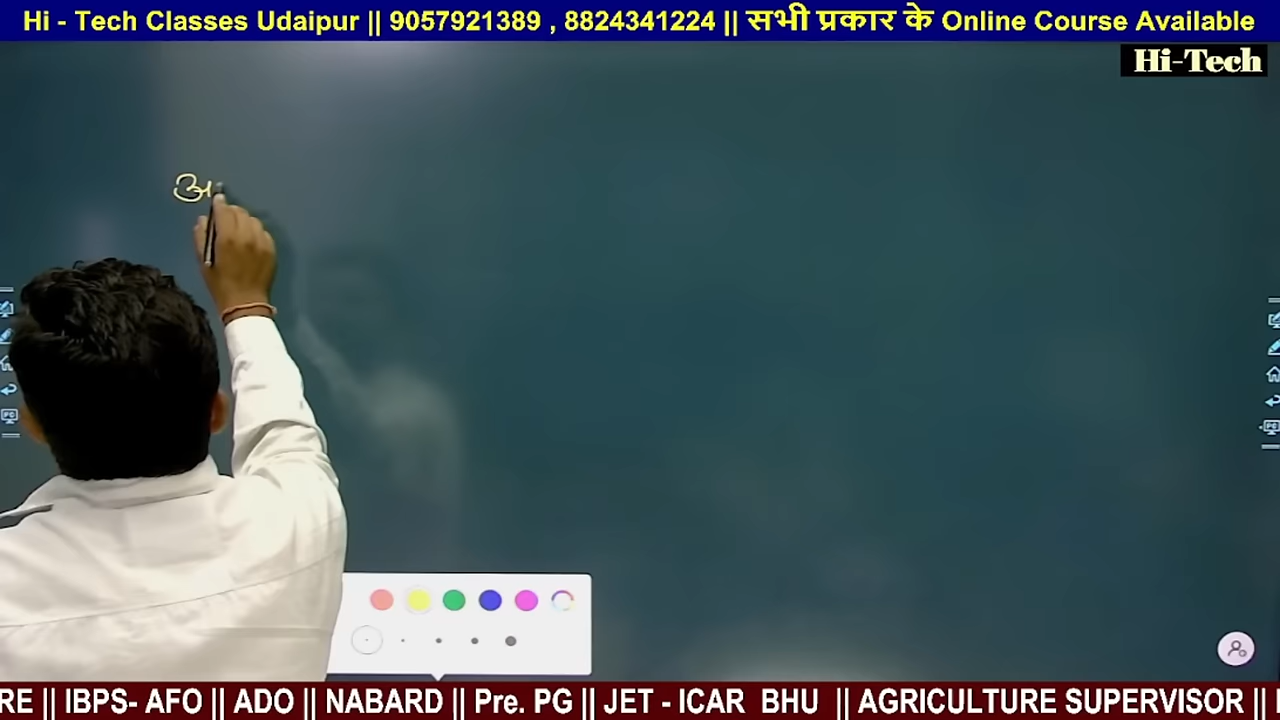 Hi - Tech Classes Udaipur || 9057921389 , 8824341224 || सभी प्रकार के Online Course Available
Hi-Tech
अ
RE || IBPS- AFO || ADO || NABARD || Pre. PG || JET - ICAR BHU || AGRICULTURE SUPERVISOR ||